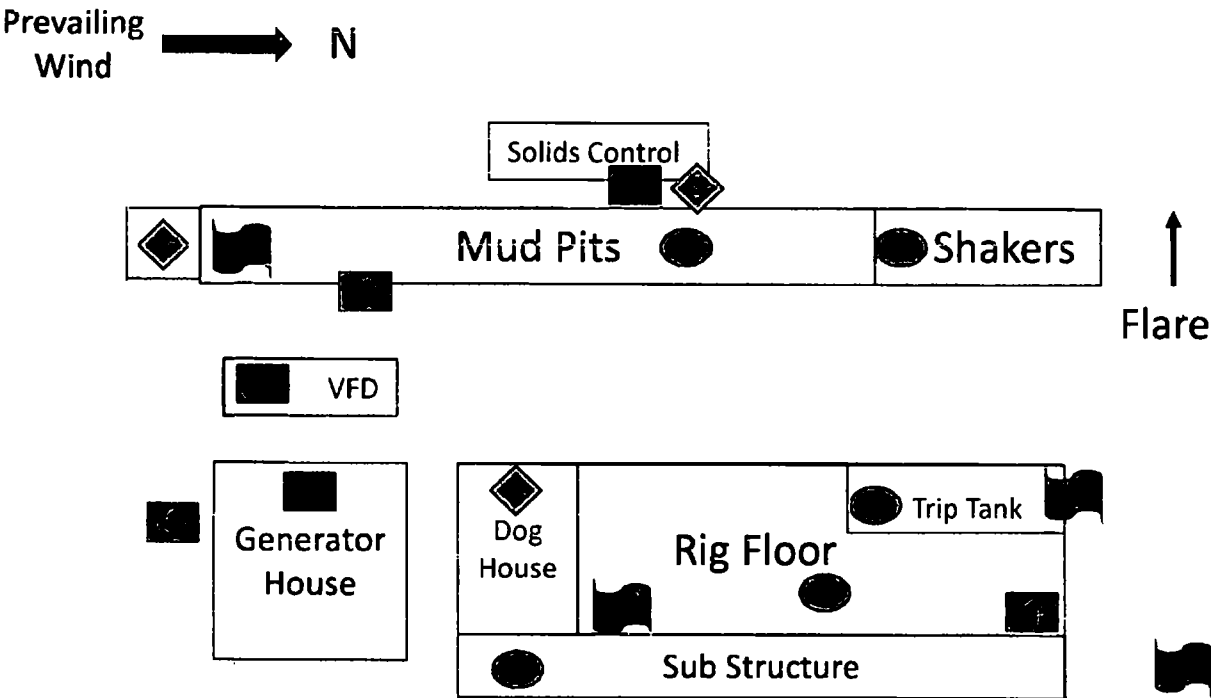 Prevailing
Wind
N
Solids Control
Mud Pits
Shakers
Flare
VFD
Generator
House
Dog
House
Rig Floor
Trip Tank
Sub Structure